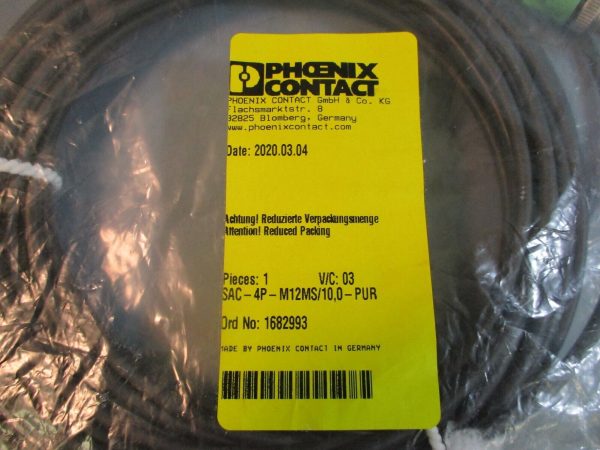 PHOENIX
CONTACT
PHOENIX CONTACT GmbH & Co. KG
Flachsmarktstr. 8
32825 Blomberg, Germany
www.phoenixcontact.com
Date: 2020.03.04
Achtung! Reduzierte Verpackungsmenge
Attention! Reduced Packing
Pieces: 1 V/C: 03
SAC-4P-M12MS/10,0-PUR
Ord No: 1682993
MADE BY PHOENIX CONTACT IN GERMANY